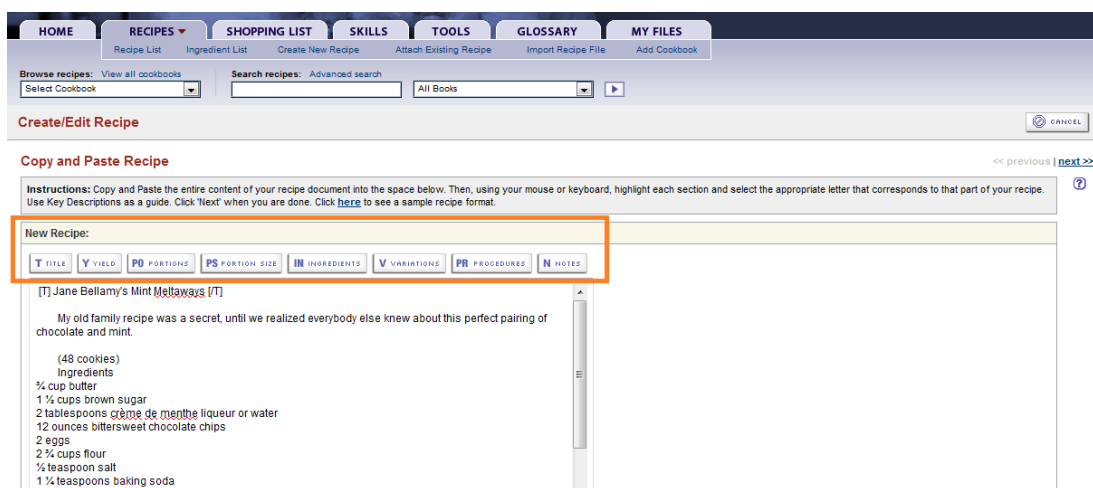 HOME RECIPES SHOPPING LIST SKILLS TOOLS GLOSSARY MY FILES
Recipe List Ingredient List Create New Recipe Attach Existing Recipe Import Recipe File Add Cookbook
Browse recipes: View all cookbooks Search recipes: Advanced search
Select Cookbook All Books
Create/Edit Recipe CANCEL
Copy and Paste Recipe << previous | next >>
Instructions: Copy and Paste the entire content of your recipe document into the space below. Then, using your mouse or keyboard, highlight each section and select the appropriate letter that corresponds to that part of your recipe. ?
Use Key Descriptions as a guide. Click 'Next' when you are done. Click here to see a sample recipe format.
New Recipe:
T TITLE Y YIELD PO PORTIONS PS PORTION SIZE IN INGREDIENTS V VARIATIONS PR PROCEDURES N NOTES
[T] Jane Bellamy's Mint Meltaways [/T]
My old family recipe was a secret, until we realized everybody else knew about this perfect pairing of
chocolate and mint.
(48 cookies)
Ingredients
¾ cup butter
1 ½ cups brown sugar
2 tablespoons crème de menthe liqueur or water
12 ounces bittersweet chocolate chips
2 eggs
2 ¾ cups flour
½ teaspoon salt
1 ¼ teaspoons baking soda